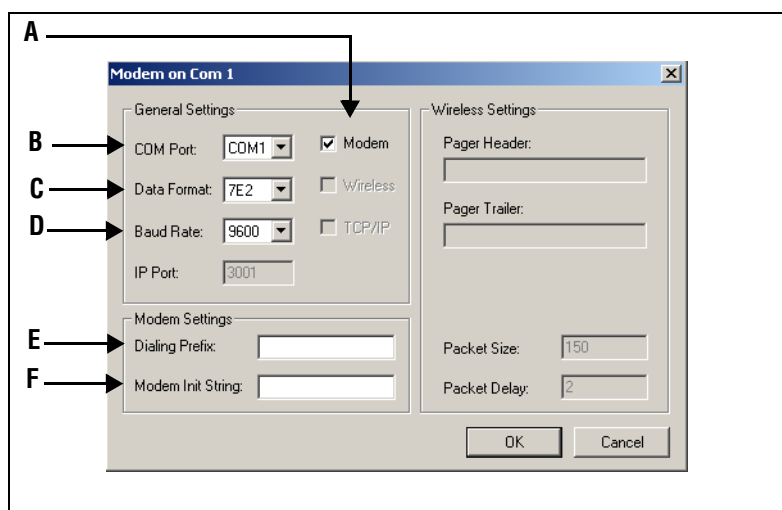 A
Modem on Com 1
General Settings
B
COM Port: COM1
Modem
C
Data Format: 7E2
Wireless
D
Baud Rate: 9600
TCP/IP
IP Port: 3001
Modem Settings
E
Dialing Prefix:
F
Modem Init String:
Wireless Settings
Pager Header:
Pager Trailer:
Packet Size: 150
Packet Delay: 2
OK
Cancel